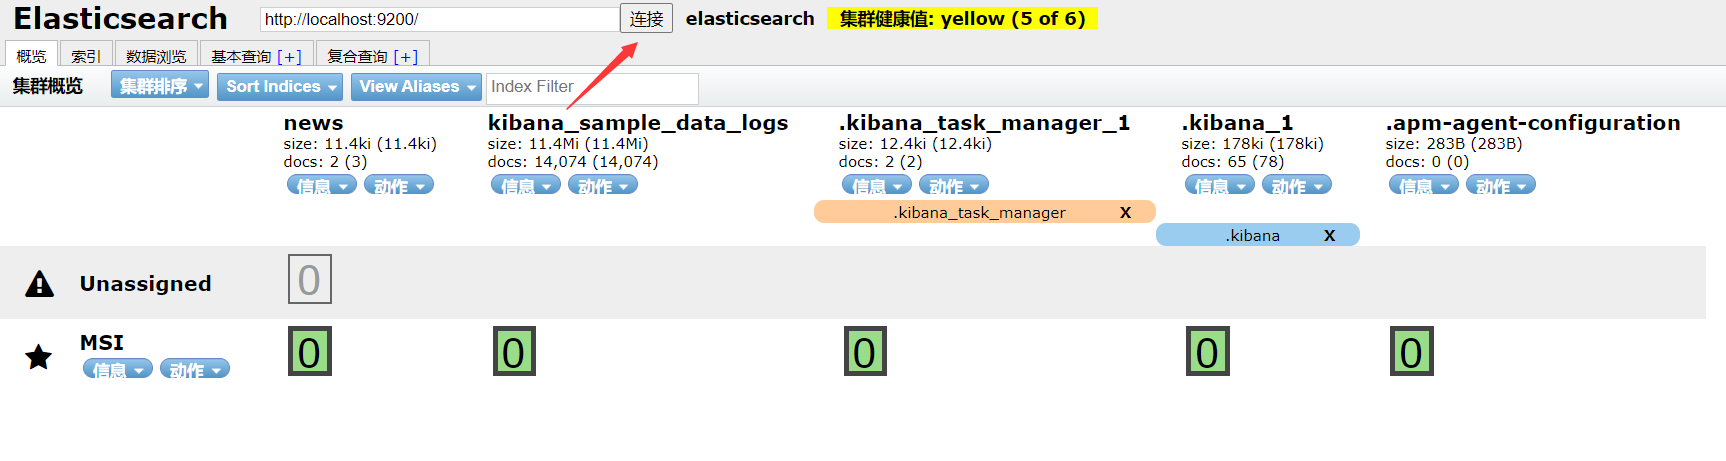 Elasticsearch http://localhost:9200/ 连接 elasticsearch 集群健康值: yellow (5 of 6)
概览 索引 数据浏览 基本查询 [+] 复合查询 [+]
集群概览 集群排序 Sort Indices View Aliases Index Filter
news kibana_sample_data_logs .kibana_task_manager_1 .kibana_1 .apm-agent-configuration
size: 11.4ki (11.4ki) size: 11.4Mi (11.4Mi) size: 12.4ki (12.4ki) size: 178ki (178ki) size: 283B (283B)
docs: 2 (3) docs: 14,074 (14,074) docs: 2 (2) docs: 65 (78) docs: 0 (0)
信息 动作 信息 动作 信息 动作 信息 动作 信息 动作
.kibana_task_manager X
.kibana X
Unassigned 0
MSI 0 0 0 0 0
信息 动作